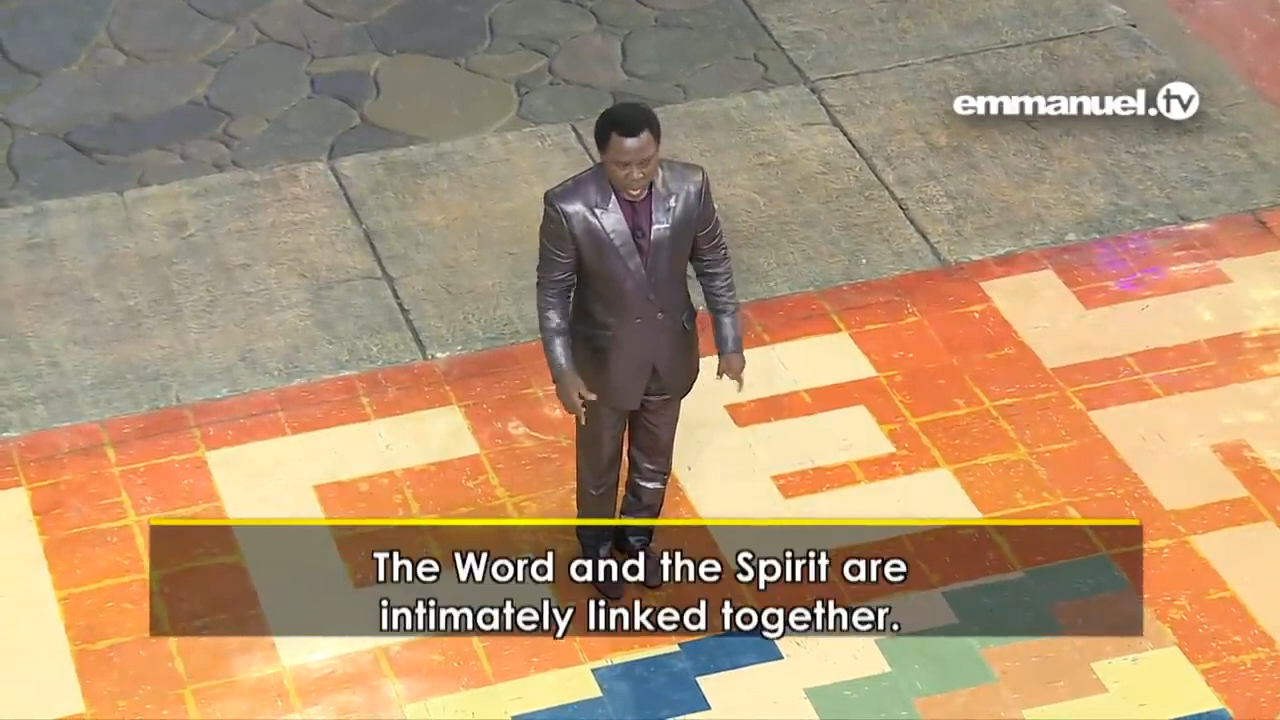 emmanuel.tv
The Word and the Spirit are
intimately linked together.